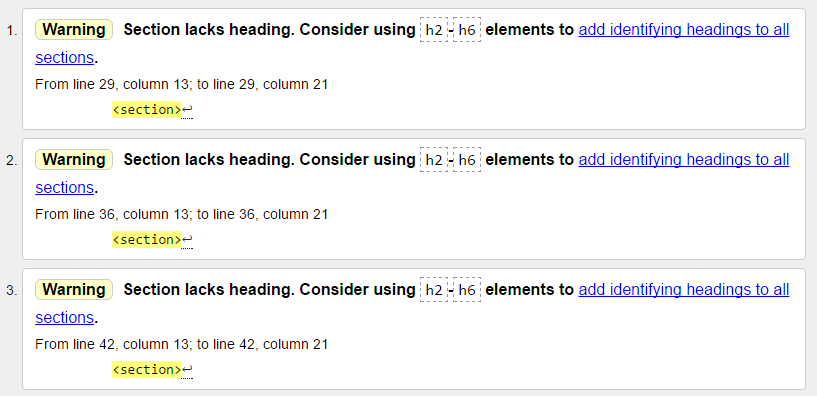 1. Warning Section lacks heading. Consider using h2-h6 elements to add identifying headings to all
sections.
From line 29, column 13; to line 29, column 21
<section>↩
2. Warning Section lacks heading. Consider using h2-h6 elements to add identifying headings to all
sections.
From line 36, column 13; to line 36, column 21
<section>↩
3. Warning Section lacks heading. Consider using h2-h6 elements to add identifying headings to all
sections.
From line 42, column 13; to line 42, column 21
<section>↩